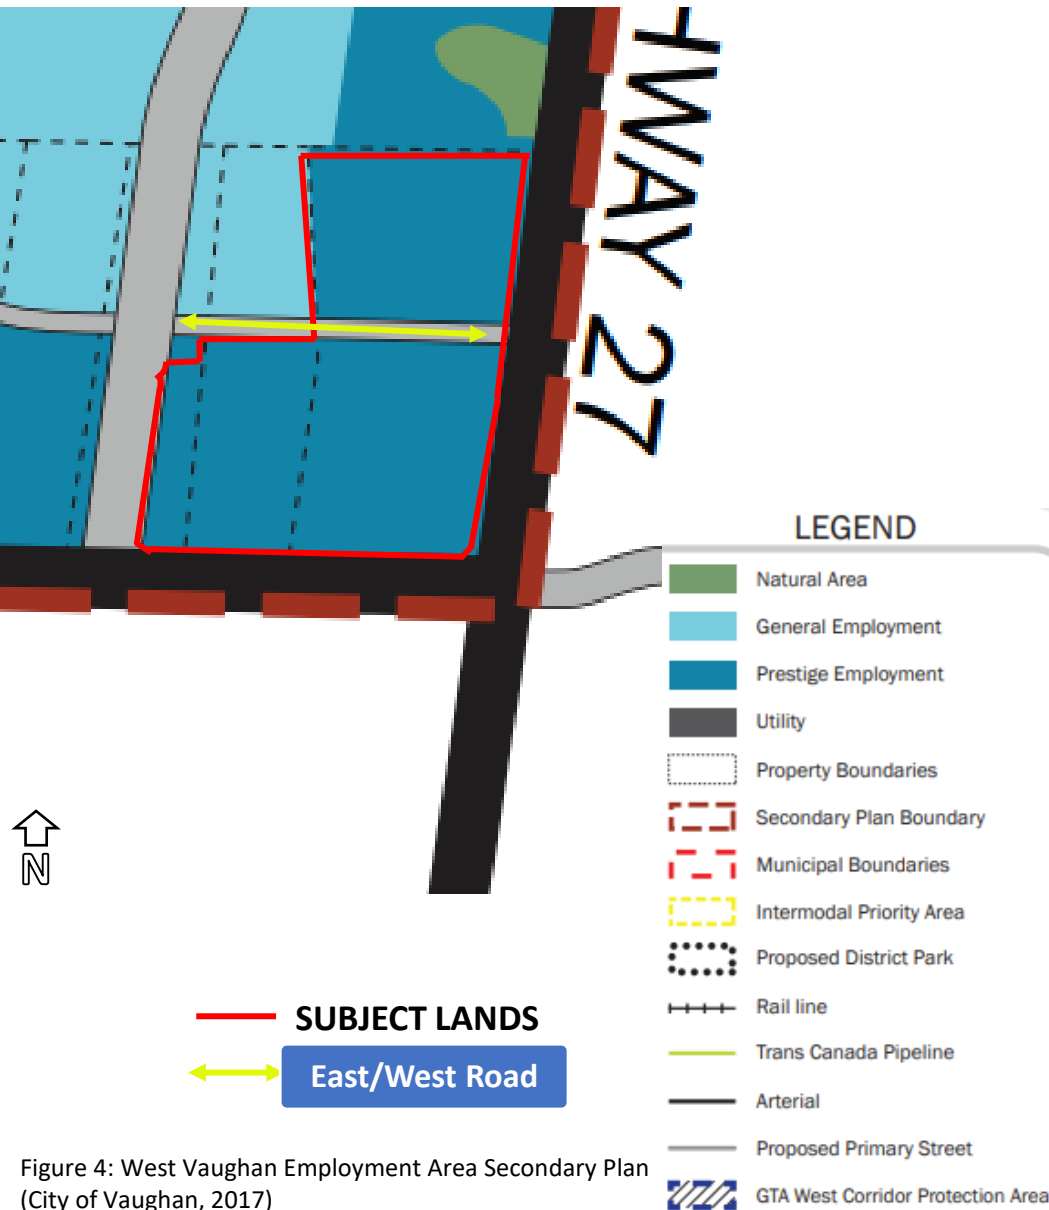 HWAY 27
LEGEND
Natural Area
General Employment
Prestige Employment
Utility
Property Boundaries
Secondary Plan Boundary
Municipal Boundaries
Intermodal Priority Area
Proposed District Park
Rail line
Trans Canada Pipeline
Arterial
Proposed Primary Street
GTA West Corridor Protection Area
N
SUBJECT LANDS
East/West Road
Figure 4: West Vaughan Employment Area Secondary Plan
(City of Vaughan, 2017)